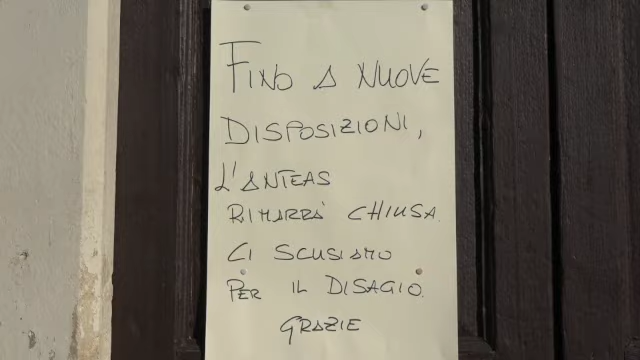 FINO A NUOVE
DISPOSIZIONI,
L'ANTEAS
RIMARRÀ CHIUSA.
CI SCUSIAMO
PER IL DISAGIO.
GRAZIE